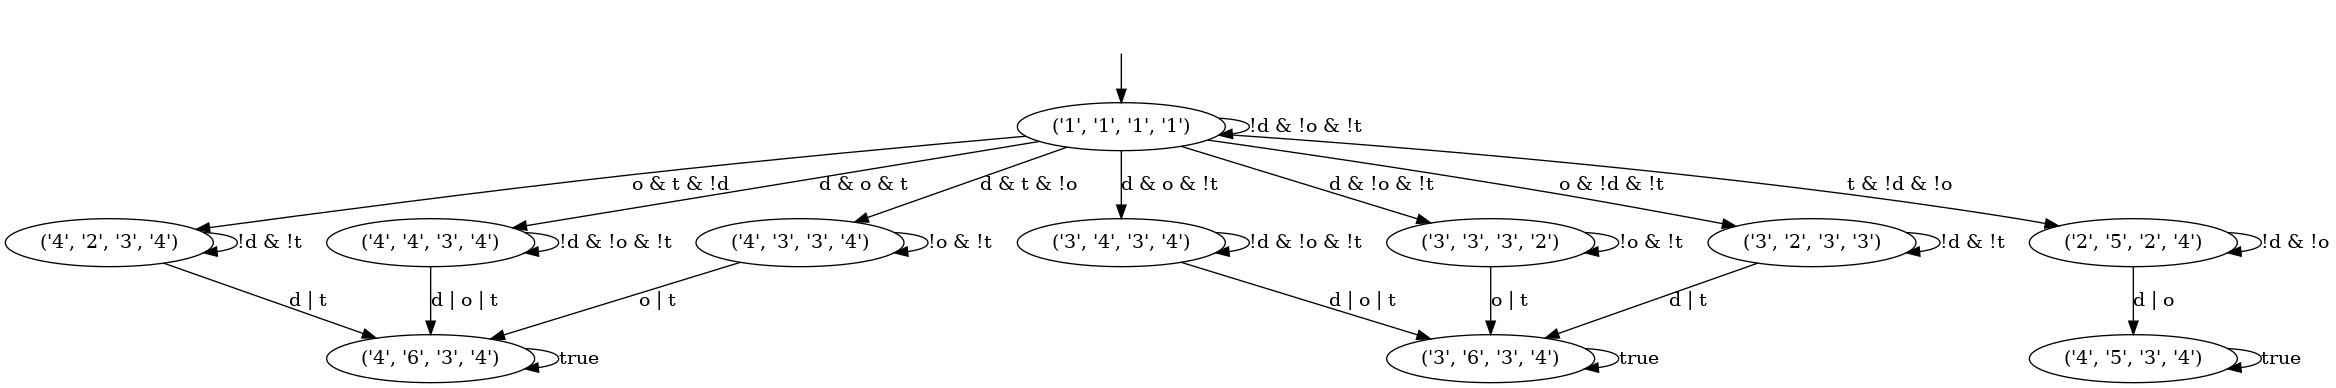 ('1', '1', '1', '1')
!d & !o & !t
o & t & !d
d & o & t
d & t & !o
d & o & !t
d & !o & !t
o & !d & !t
t & !d & !o
('4', '2', '3', '4')
!d & !t
('4', '4', '3', '4')
!d & !o & !t
('4', '3', '3', '4')
!o & !t
('3', '4', '3', '4')
!d & !o & !t
('3', '3', '3', '2')
!o & !t
('3', '2', '3', '3')
!d & !t
('2', '5', '2', '4')
!d & !o
d | t
d | o | t
o | t
d | o | t
o | t
d | t
d | o
('4', '6', '3', '4')
true
('3', '6', '3', '4')
true
('4', '5', '3', '4')
true